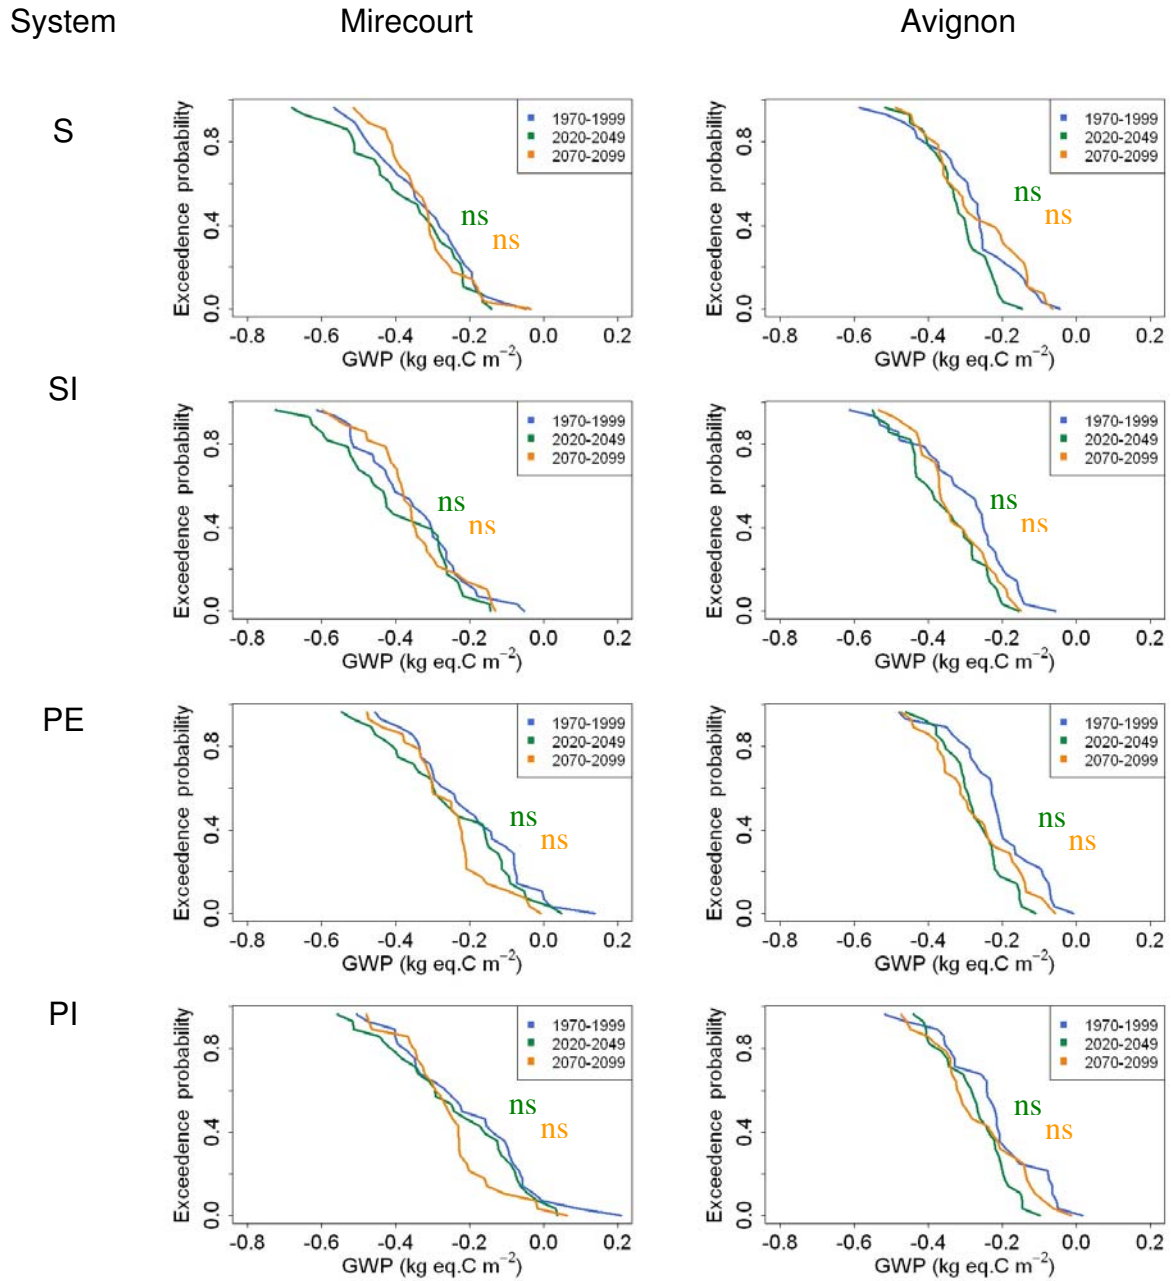 System Mirecourt Avignon
S
Exceedence probability
0.8
0.4
0.0
1970-1999
2020-2049
2070-2099
ns
ns
-0.8 -0.6 -0.4 -0.2 0.0 0.2
GWP (kg eq.C m⁻²)
Exceedence probability
0.8
0.4
0.0
1970-1999
2020-2049
2070-2099
ns
ns
-0.8 -0.6 -0.4 -0.2 0.0 0.2
GWP (kg eq.C m⁻²)
SI
Exceedence probability
0.8
0.4
0.0
1970-1999
2020-2049
2070-2099
ns
ns
-0.8 -0.6 -0.4 -0.2 0.0 0.2
GWP (kg eq.C m⁻²)
Exceedence probability
0.8
0.4
0.0
1970-1999
2020-2049
2070-2099
ns
ns
-0.8 -0.6 -0.4 -0.2 0.0 0.2
GWP (kg eq.C m⁻²)
PE
Exceedence probability
0.8
0.4
0.0
1970-1999
2020-2049
2070-2099
ns
ns
-0.8 -0.6 -0.4 -0.2 0.0 0.2
GWP (kg eq.C m⁻²)
Exceedence probability
0.8
0.4
0.0
1970-1999
2020-2049
2070-2099
ns
ns
-0.8 -0.6 -0.4 -0.2 0.0 0.2
GWP (kg eq.C m⁻²)
PI
Exceedence probability
0.8
0.4
0.0
1970-1999
2020-2049
2070-2099
ns
ns
-0.8 -0.6 -0.4 -0.2 0.0 0.2
GWP (kg eq.C m⁻²)
Exceedence probability
0.8
0.4
0.0
1970-1999
2020-2049
2070-2099
ns
ns
-0.8 -0.6 -0.4 -0.2 0.0 0.2
GWP (kg eq.C m⁻²)